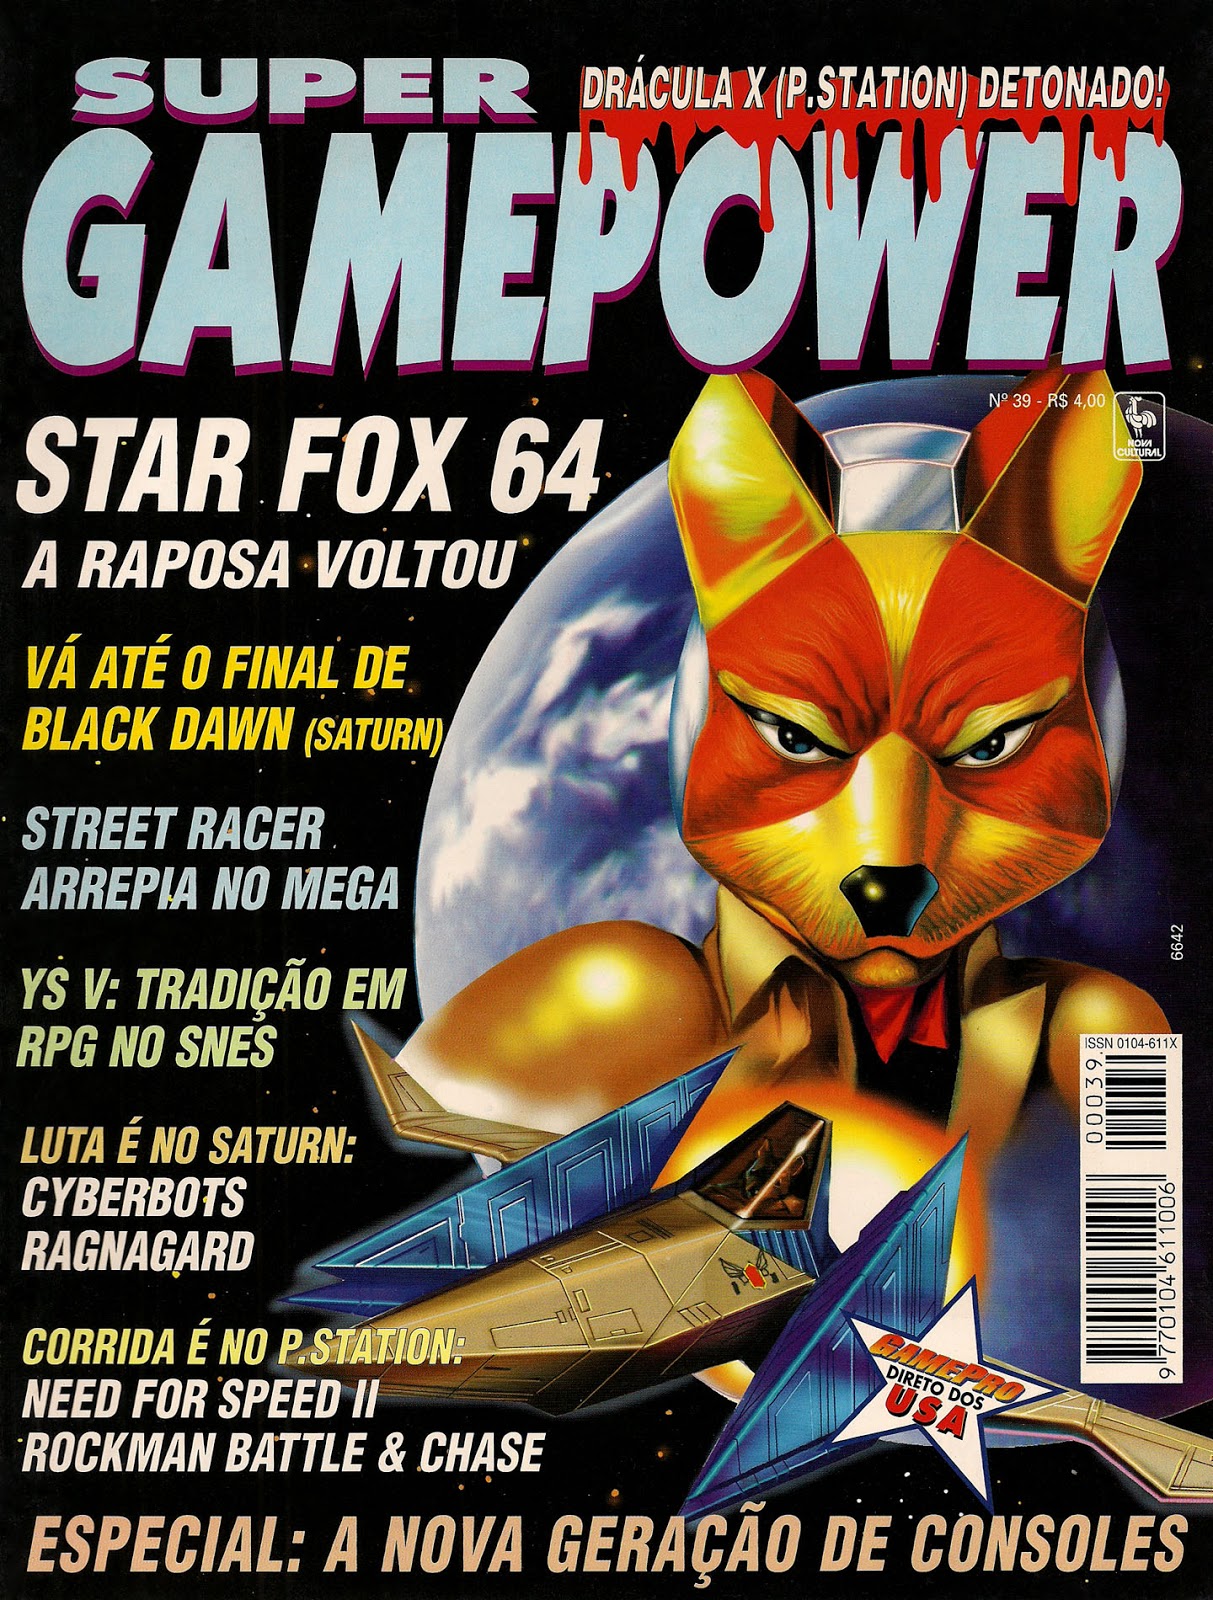 SUPER
GAMEPOWER
DRÁCULA X (P.STATION) DETONADO!
Nº 39 - R$ 4,00
NOVA
CULTURAL
STAR FOX 64
A RAPOSA VOLTOU
VÁ ATÉ O FINAL DE
BLACK DAWN (SATURN)
STREET RACER
ARREPIA NO MEGA
YS V: TRADIÇÃO EM
RPG NO SNES
LUTA É NO SATURN:
CYBERBOTS
RAGNAGARD
CORRIDA É NO P.STATION:
NEED FOR SPEED II
ROCKMAN BATTLE & CHASE
6642
ISSN 0104-611X
00039
9 770104 611006
GAMEPRO
DIRETO DOS
USA
ESPECIAL: A NOVA GERAÇÃO DE CONSOLES